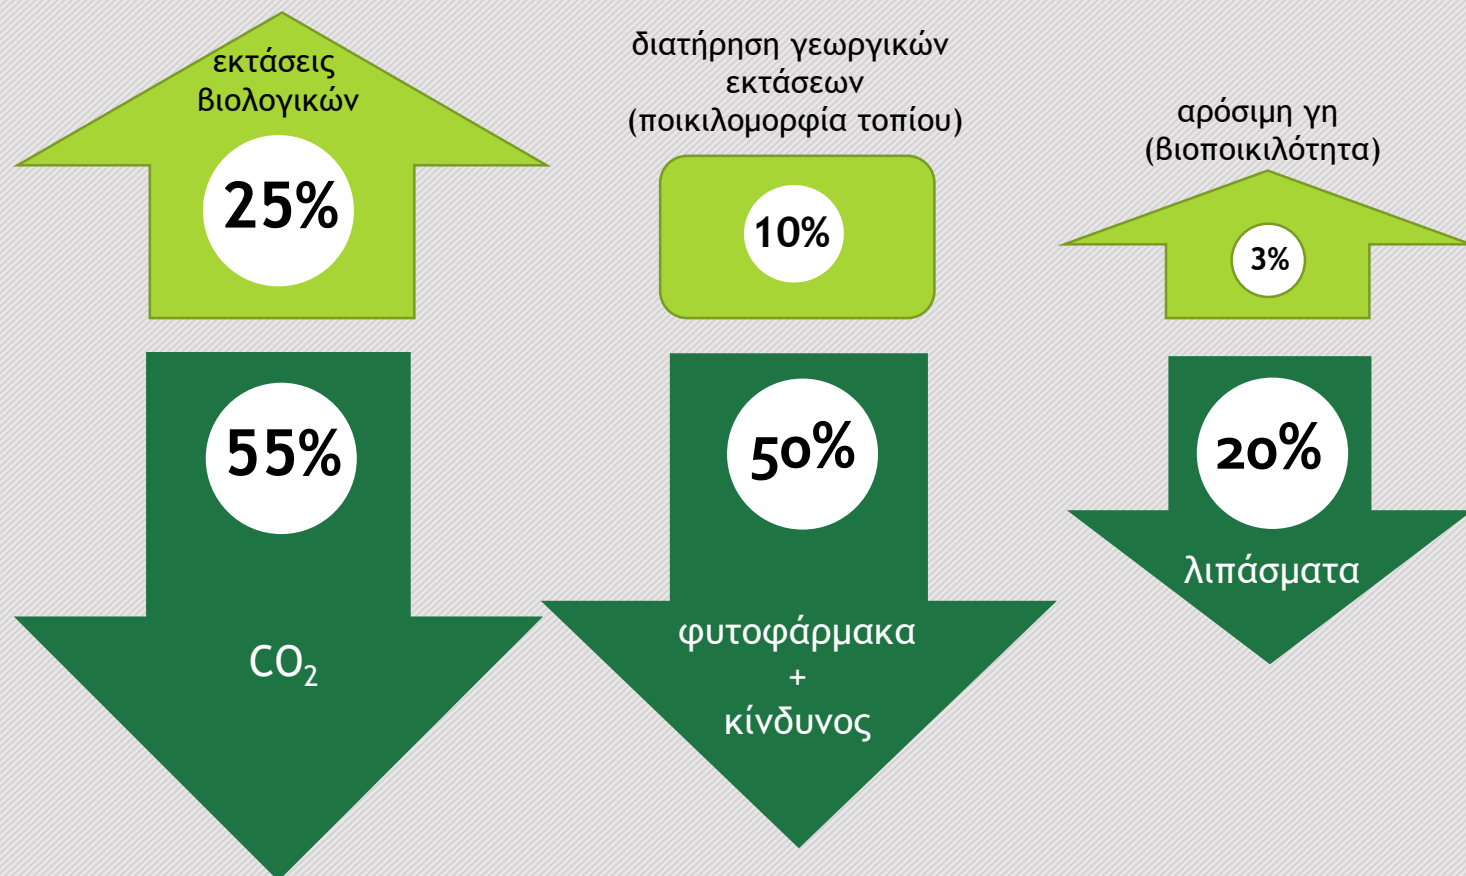 εκτάσεις
βιολογικών
25%
διατήρηση γεωργικών
εκτάσεων
(ποικιλομορφία τοπίου)
10%
αρόσιμη γη
(βιοποικιλότητα)
3%
55%
CO₂
50%
φυτοφάρμακα
+
κίνδυνος
20%
λιπάσματα